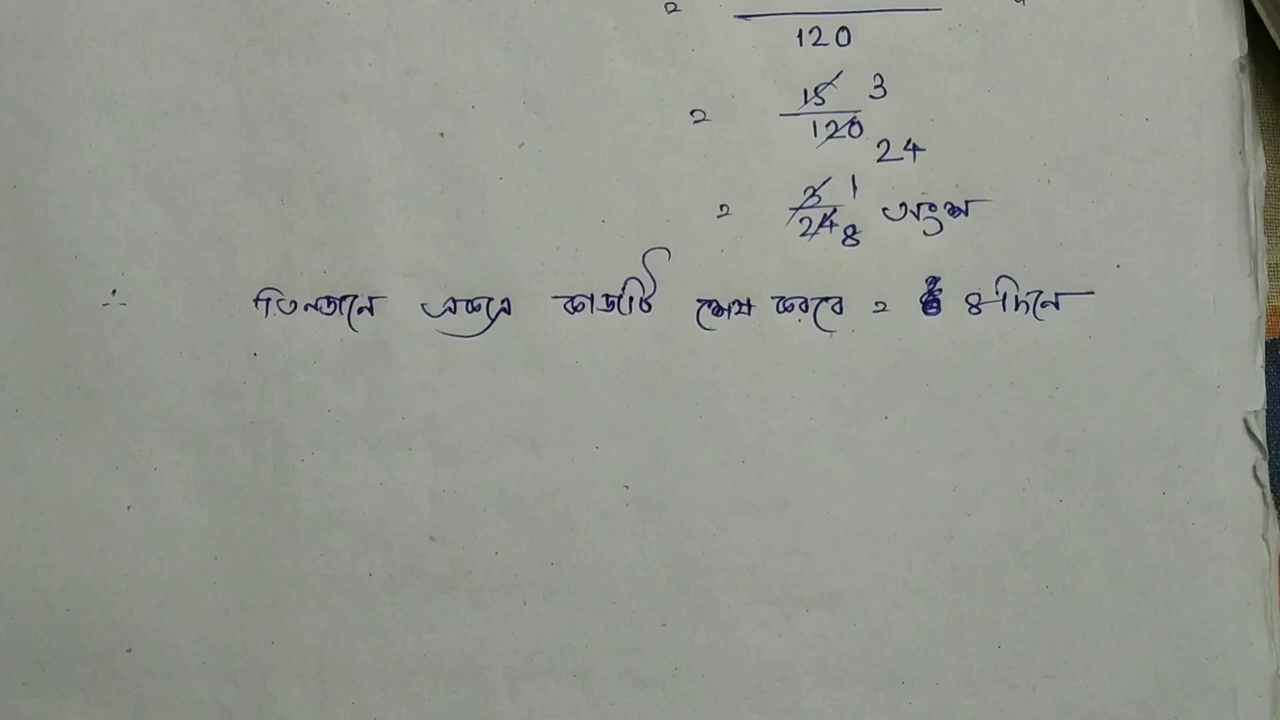 = 120
= 15 3
120 24
= 3 1
24 8 অংশ
∴ তিনজনে একত্রে কাজটি শেষ করবে = 8 দিনে